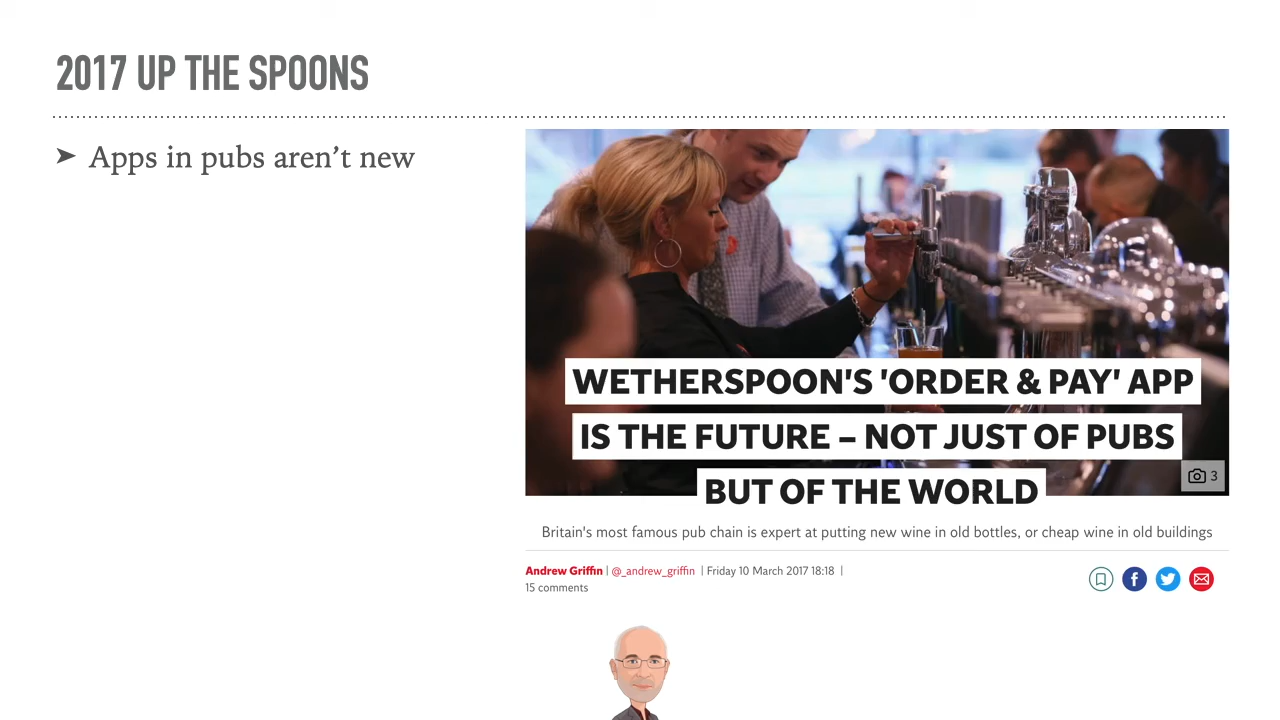 2017 UP THE SPOONS
➤ Apps in pubs aren’t new
WETHERSPOON'S 'ORDER & PAY' APP
IS THE FUTURE – NOT JUST OF PUBS
BUT OF THE WORLD
3
Britain's most famous pub chain is expert at putting new wine in old bottles, or cheap wine in old buildings
Andrew Griffin | @_andrew_griffin | Friday 10 March 2017 18:18 |
15 comments